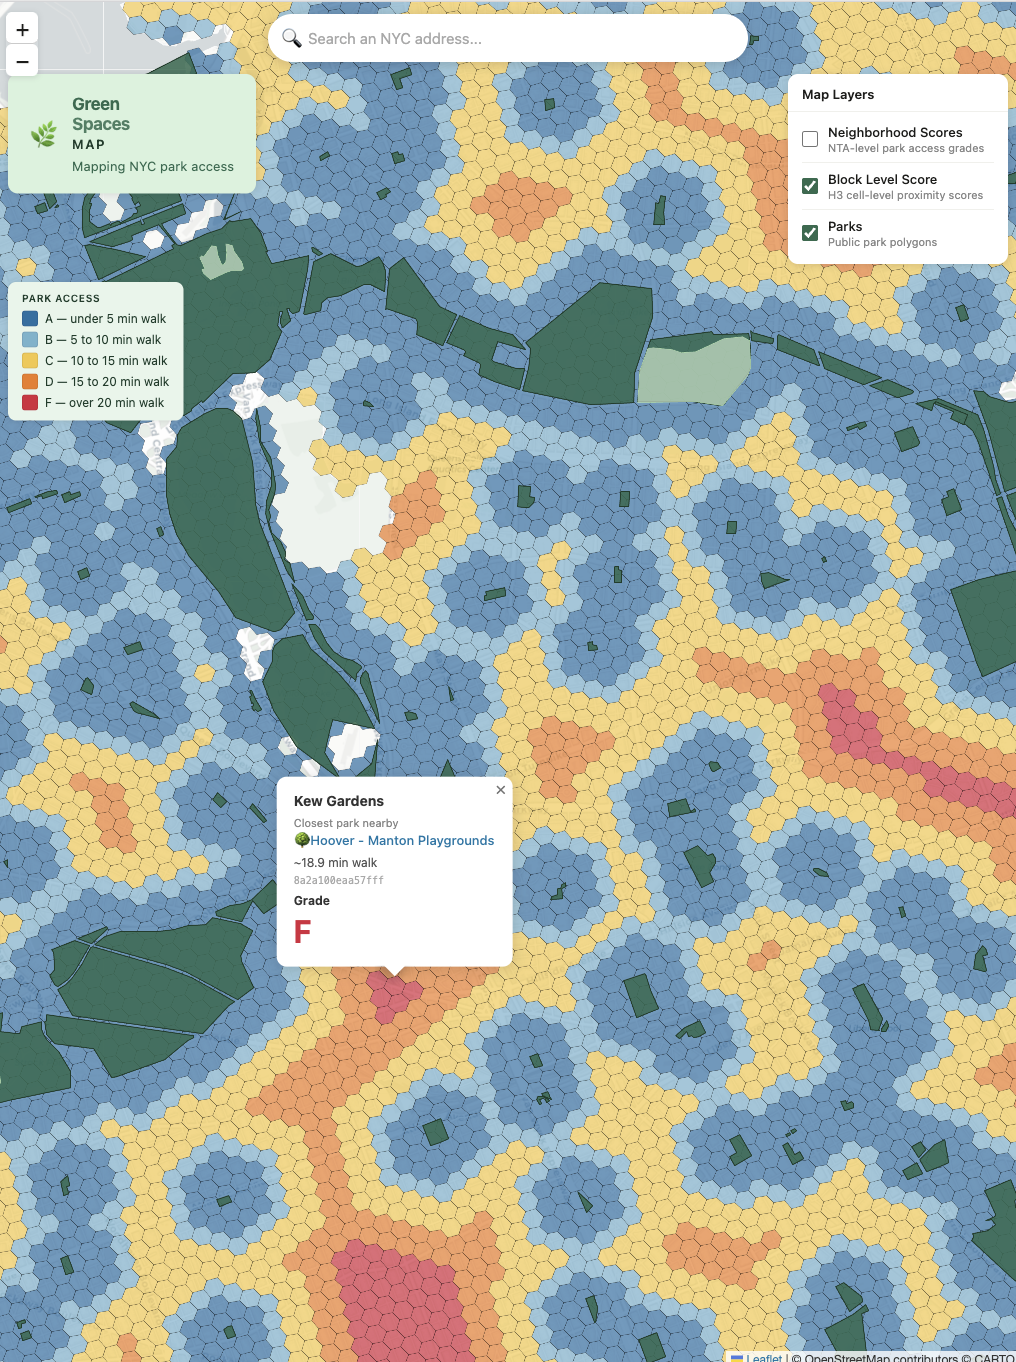 +
−
🔍 Search an NYC address...
Green
Spaces
MAP
Mapping NYC park access
Map Layers
Neighborhood Scores
NTA-level park access grades
Block Level Score
H3 cell-level proximity scores
Parks
Public park polygons
PARK ACCESS
A — under 5 min walk
B — 5 to 10 min walk
C — 10 to 15 min walk
D — 15 to 20 min walk
F — over 20 min walk
×
Kew Gardens
Closest park nearby
Hoover - Manton Playgrounds
~18.9 min walk
8a2a100eaa57fff
Grade
F
Leaflet | © OpenStreetMap contributors © CARTO